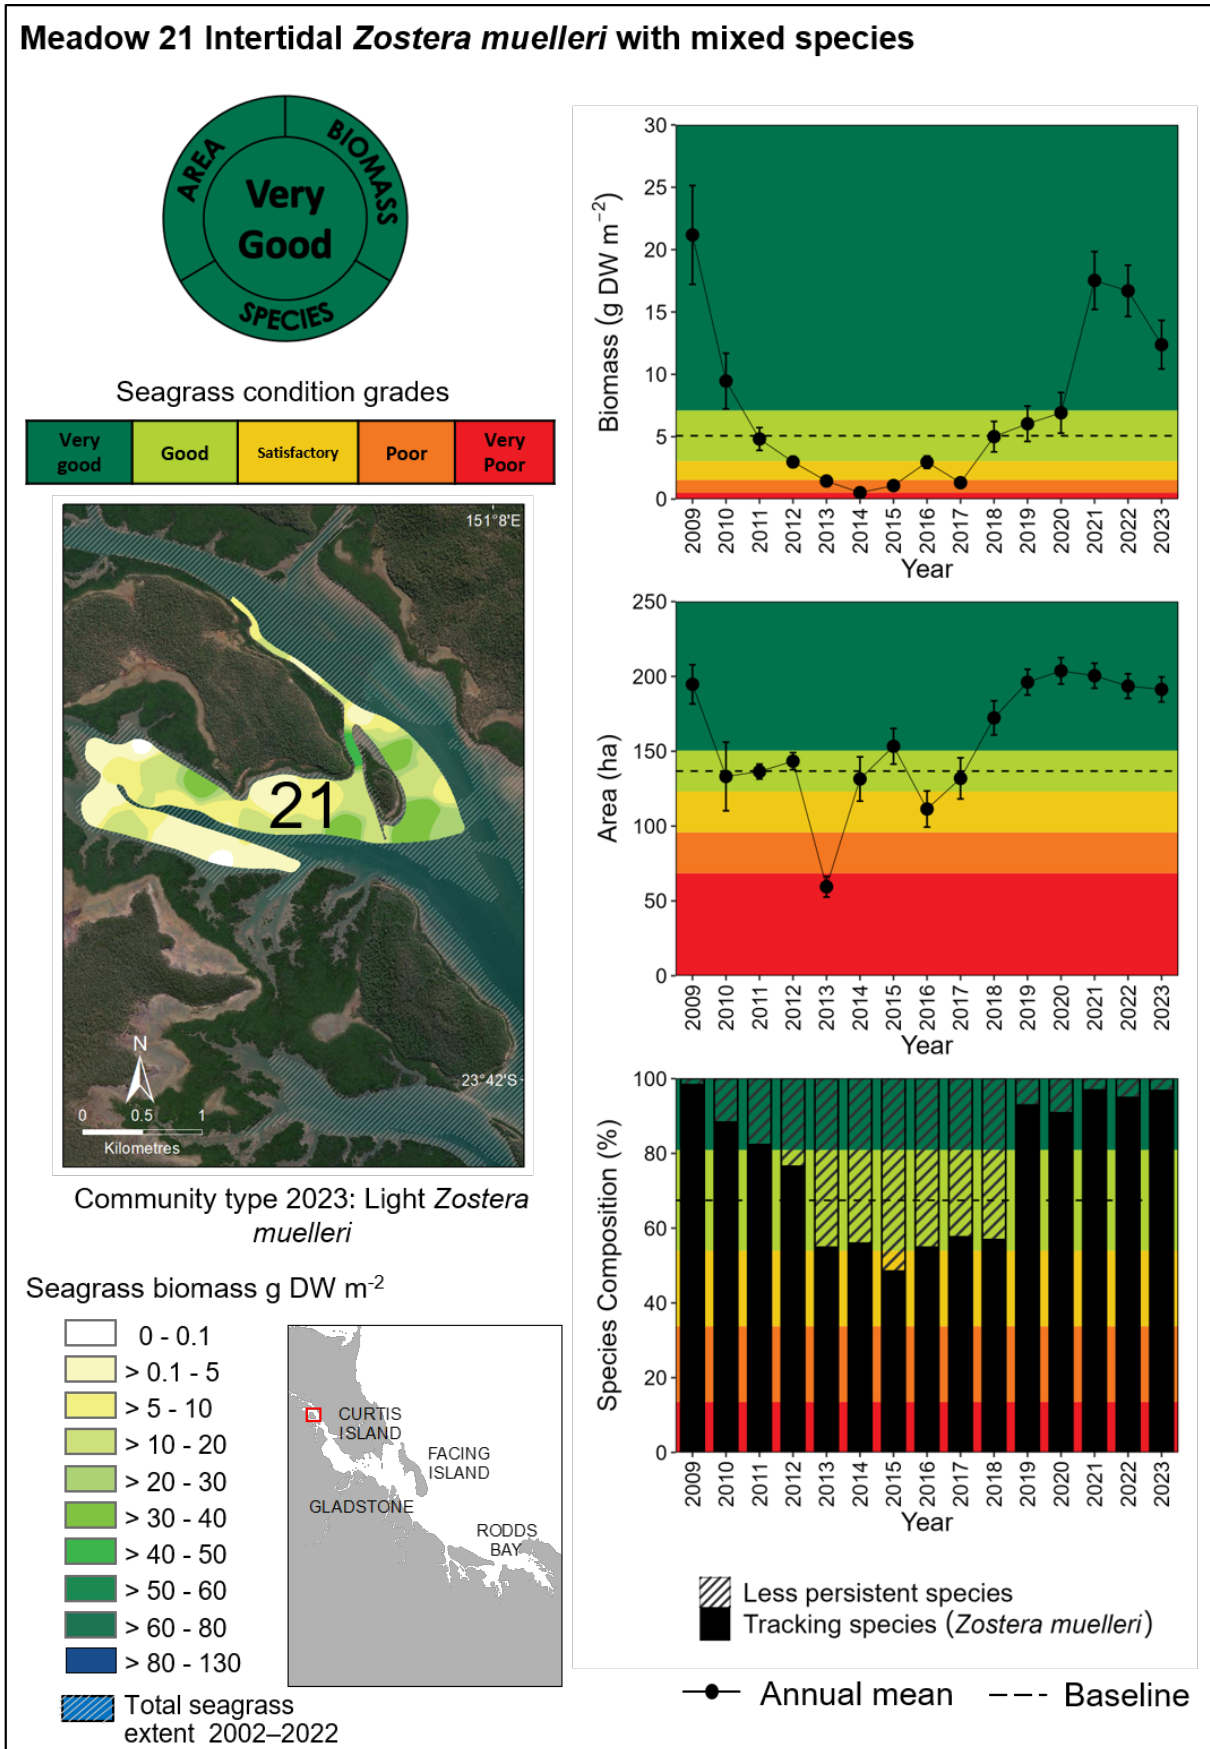 Meadow 21 Intertidal Zostera muelleri with mixed species
AREA
BIOMASS
SPECIES
Very
Good
Seagrass condition grades
Very
good
Good
Satisfactory
Poor
Very
Poor
151°8'E
21
N
0 0.5 1
Kilometres
23°42'S
Community type 2023: Light Zostera
muelleri
Seagrass biomass g DW m-2
0 - 0.1
> 0.1 - 5
> 5 - 10
> 10 - 20
> 20 - 30
> 30 - 40
> 40 - 50
> 50 - 60
> 60 - 80
> 80 - 130
Total seagrass
extent 2002–2022
CURTIS
ISLAND
FACING
ISLAND
GLADSTONE
RODDS
BAY
Biomass (g DW m−2)
30
25
20
15
10
5
0
2009 2010 2011 2012 2013 2014 2015 2016 2017 2018 2019 2020 2021 2022 2023
Year
Area (ha)
250
200
150
100
50
0
2009 2010 2011 2012 2013 2014 2015 2016 2017 2018 2019 2020 2021 2022 2023
Year
Species Composition (%)
100
80
60
40
20
0
2009 2010 2011 2012 2013 2014 2015 2016 2017 2018 2019 2020 2021 2022 2023
Year
Less persistent species
Tracking species (Zostera muelleri)
Annual mean
Baseline